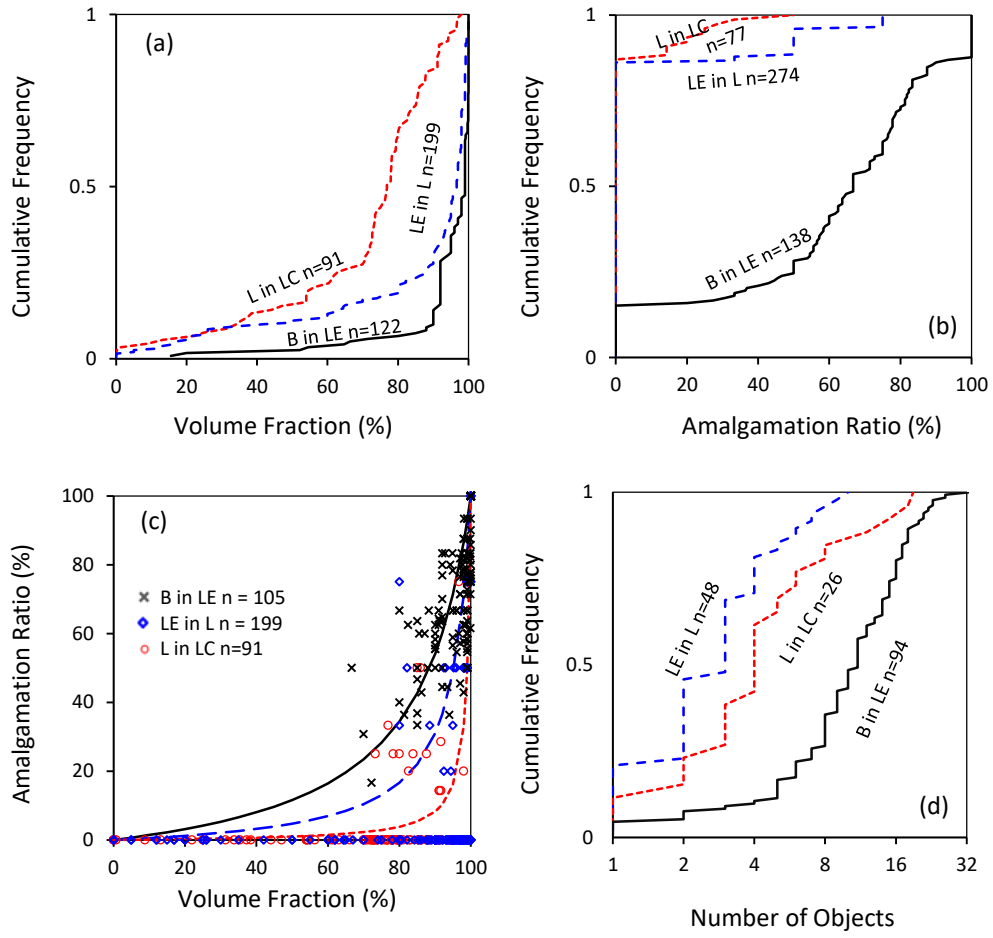 (a)
Cumulative Frequency
1
0.5
0
L in LC n=91
LE in L n=199
B in LE n=122
0 20 40 60 80 100
Volume Fraction (%)
(b)
Cumulative Frequency
1
0.5
0
L in LC
n=77
LE in L n=274
B in LE n=138
0 20 40 60 80 100
Amalgamation Ratio (%)
(c)
Amalgamation Ratio (%)
100
80
60
40
20
0
B in LE n = 105
LE in L n = 199
L in LC n=91
0 20 40 60 80 100
Volume Fraction (%)
(d)
Cumulative Frequency
1
0.5
0
LE in L n=48
L in LC n=26
B in LE n=94
1 2 4 8 16 32
Number of Objects